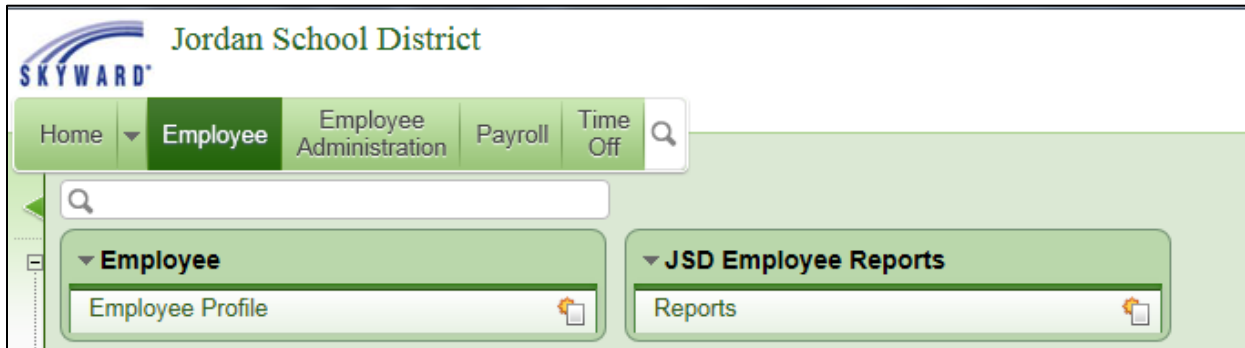 Jordan School District
SKYWARD
Home Employee Employee Administration Payroll Time Off
Employee
JSD Employee Reports
Employee Profile
Reports